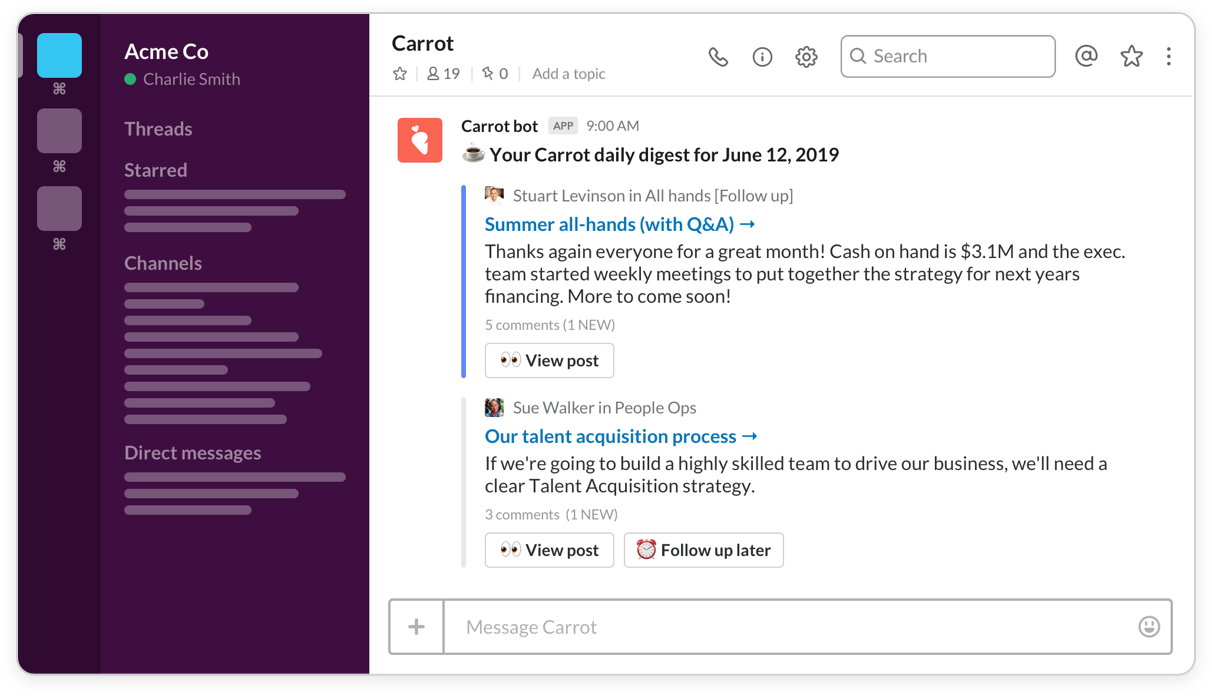 Acme Co
Charlie Smith
⌘
⌘
⌘
Threads
Starred
Channels
Direct messages
Carrot
19
0
Add a topic
Search
Carrot bot APP 9:00 AM
☕ Your Carrot daily digest for June 12, 2019
Stuart Levinson in All hands [Follow up]
Summer all-hands (with Q&A) →
Thanks again everyone for a great month! Cash on hand is $3.1M and the exec.
team started weekly meetings to put together the strategy for next years
financing. More to come soon!
5 comments (1 NEW)
👀 View post
Sue Walker in People Ops
Our talent acquisition process →
If we're going to build a highly skilled team to drive our business, we'll need a
clear Talent Acquisition strategy.
3 comments (1 NEW)
👀 View post
⏰ Follow up later
+ Message Carrot